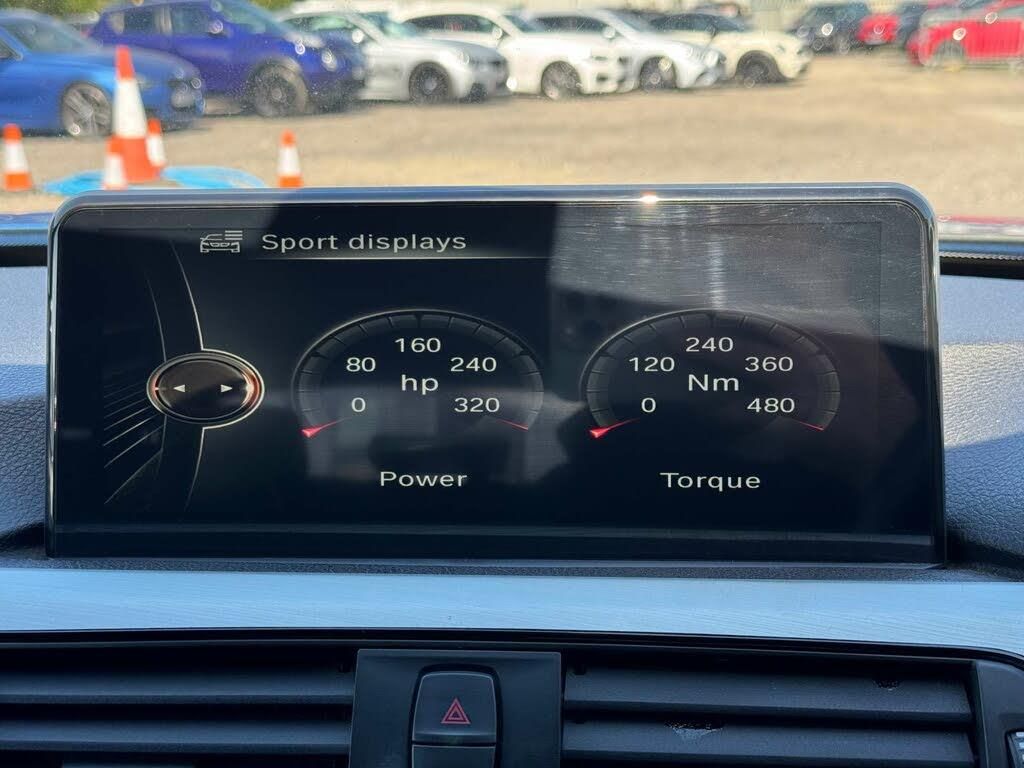 Sport displays
160
80 240
hp
0 320
Power
240
120 360
Nm
0 480
Torque